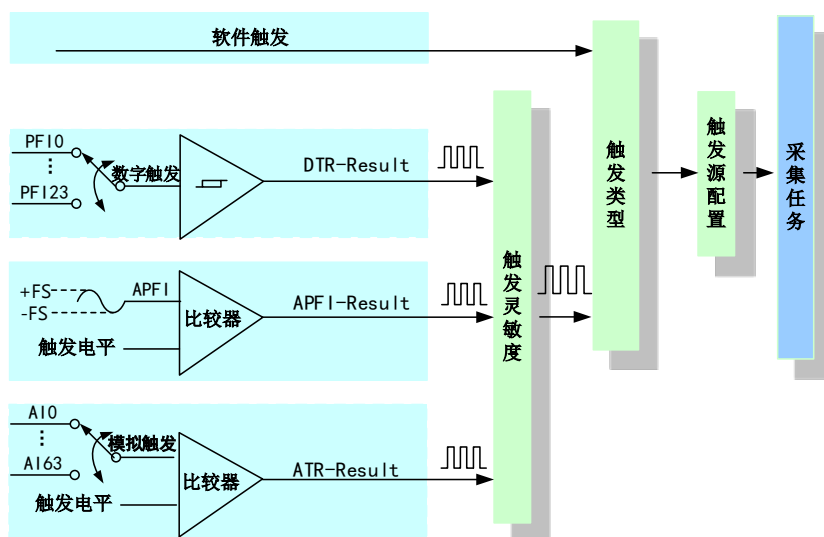 软件触发
PFI0
⋮
PFI23
数字触发
DTR-Result
+FS
-FS
APFI
触发电平
比较器
APFI-Result
AI0
⋮
AI63
模拟触发
触发电平
比较器
ATR-Result
触发灵敏度
触发类型
触发源配置
采集任务